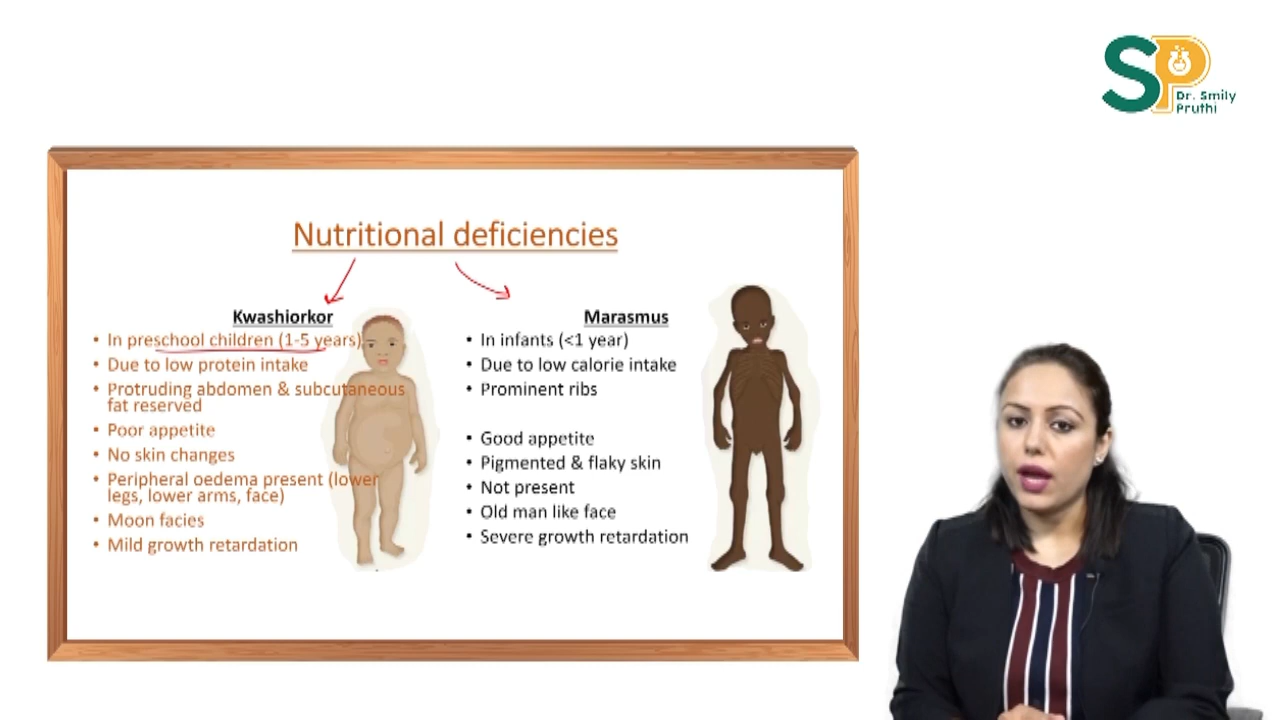 SP
Dr. Smily
Pruthi
Nutritional deficiencies
Kwashiorkor
• In preschool children (1-5 years)
• Due to low protein intake
• Protruding abdomen & subcutaneous
fat reserved
• Poor appetite
• No skin changes
• Peripheral oedema present (lower
legs, lower arms, face)
• Moon facies
• Mild growth retardation
Marasmus
• In infants (<1 year)
• Due to low calorie intake
• Prominent ribs
• Good appetite
• Pigmented & flaky skin
• Not present
• Old man like face
• Severe growth retardation